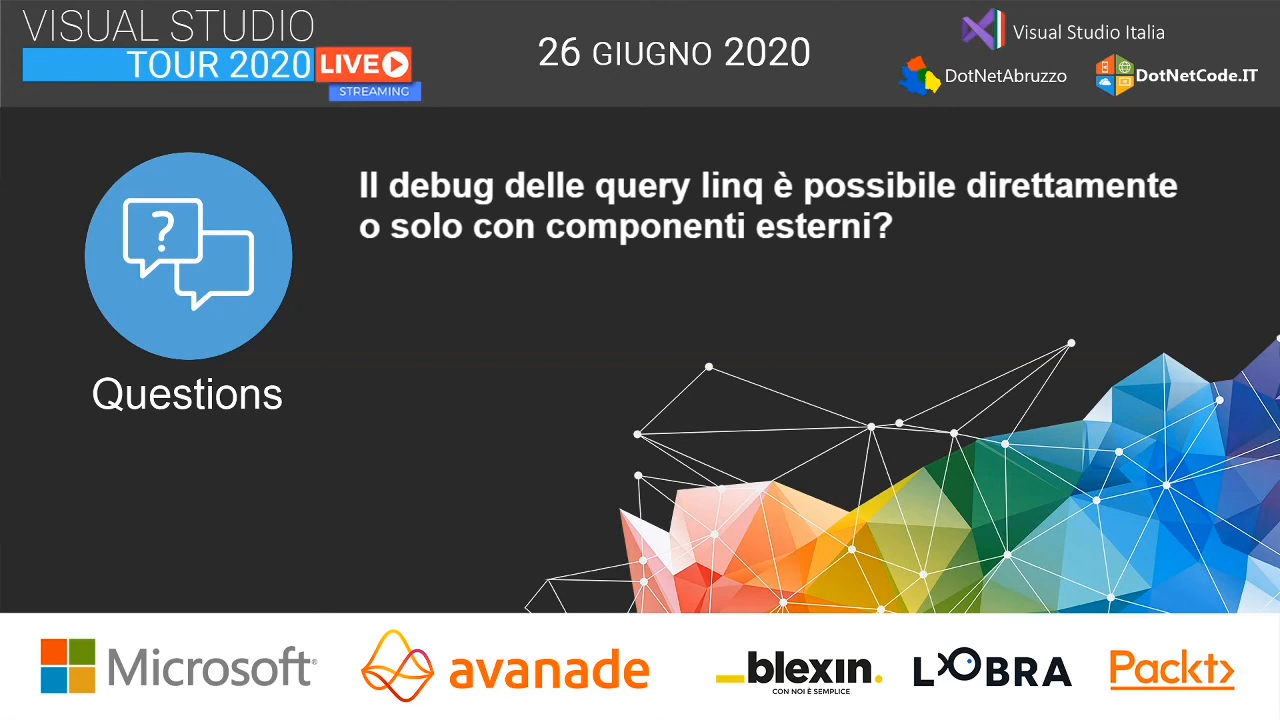 VISUAL STUDIO
TOUR 2020
LIVE
STREAMING
26 GIUGNO 2020
Visual Studio Italia
DotNetAbruzzo
DotNetCode.IT
?
Il debug delle query linq è possibile direttamente
o solo con componenti esterni?
Questions
Microsoft®
avanade
blexin.
CON NOI È SEMPLICE
LOBRA
Packt>